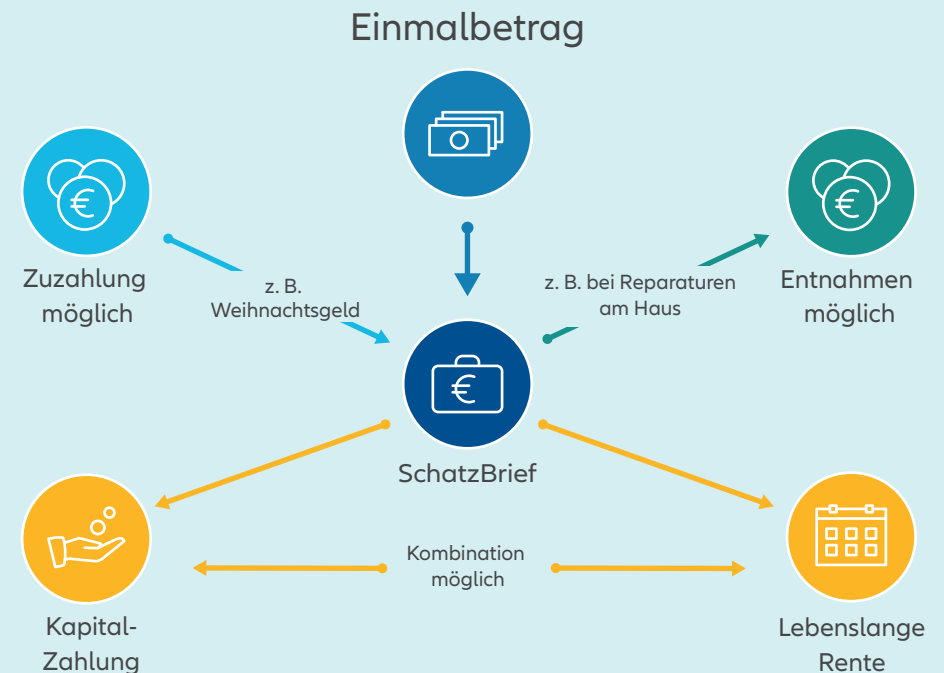 Einmalbetrag
Zuzahlung
möglich
z. B.
Weihnachtsgeld
z. B. bei Reparaturen
am Haus
Entnahmen
möglich
SchatzBrief
Kapital-
Zahlung
Kombination
möglich
Lebenslange
Rente